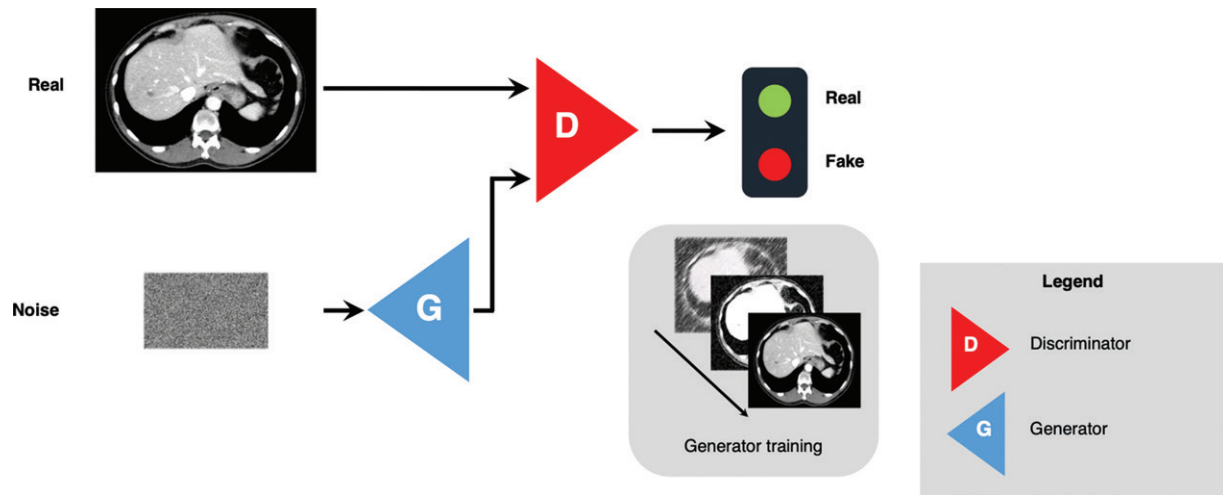 Real
D
Real
Fake
Noise
G
Generator training
Legend
D
Discriminator
G
Generator